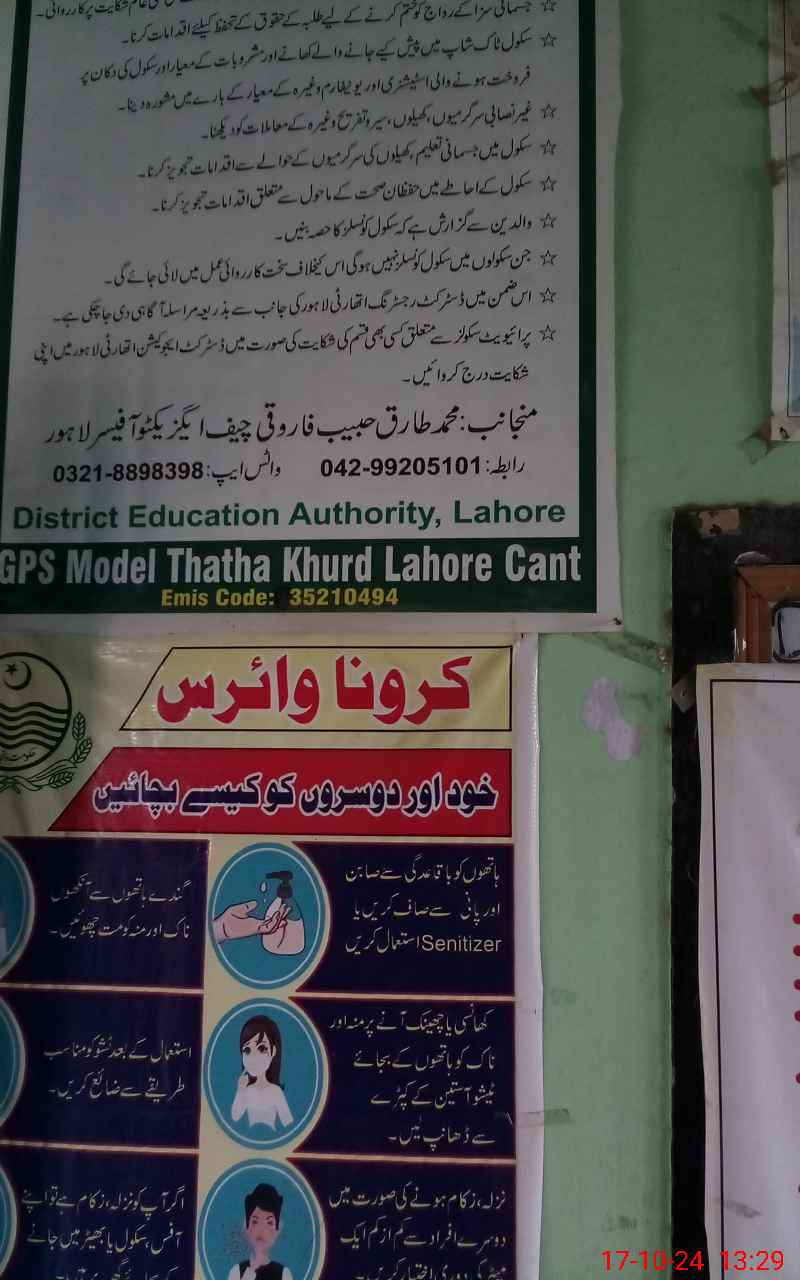 ☆ جسمانی سزا کے رواج کو ختم کرنے کے لیے طلبہ کے حقوق کے تحفظ کیلئے اقدامات کرنا۔
شکایت پر کارروائی۔
☆ سکول ٹک شاپ میں پیش کیے جانے والے کھانے اور مشروبات کے معیار اور سکول کی دکان پر
فروخت ہونے والی اسٹیشنری اور یونیفارم وغیرہ کے معیار کے بارے میں مشورہ دینا۔
☆ غیر نصابی سرگرمیوں، کھیلوں، سیر و تفریح وغیرہ کے معاملات کو دیکھنا۔
☆ سکول میں جسمانی تعلیم، کھیلوں کی سرگرمیوں کے حوالے سے اقدامات تجویز کرنا۔
☆ سکول کے احاطے میں حفظان صحت کے ماحول سے متعلق اقدامات تجویز کرنا۔
☆ والدین سے گزارش ہے کہ سکول کونسلز کا حصہ بنیں۔
☆ جن سکولوں میں سکول کونسلز نہیں ہوگی اس کیخلاف سخت کارروائی عمل میں لائی جائے گی۔
☆ اس ضمن میں ڈسٹرکٹ رجسٹرنگ اتھارٹی لاہور کی جانب سے بذریعہ مراسلہ آگاہی دی جاچکی ہے۔
☆ پرائیویٹ سکولز سے متعلق کسی بھی قسم کی شکایت کی صورت میں ڈسٹرکٹ ایجوکیشن اتھارٹی لاہور میں اپنی
شکایت درج کروائیں۔
منجانب: محمد طارق حبیب فاروقی چیف ایگزیکٹو آفیسر لاہور
رابطہ: 042-99205101 واٹس ایپ: 0321-8898398
District Education Authority, Lahore
GPS Model Thatha Khurd Lahore Cant
Emis Code: 35210494
کرونا وائرس
خود اور دوسروں کو کیسے بچائیں
ہاتھوں کو باقاعدگی سے صابن
اور پانی سے صاف کریں یا
Senitizer استعمال کریں
گندے ہاتھوں سے آنکھوں
ناک اور منہ کو مت چھوئیں۔
کھانسی یا چھینک آنے پر منہ اور
ناک کو ہاتھوں کے بجائے
ٹیشو آستین کے کپڑے
سے ڈھانپ لیں۔
استعمال کے بعد ٹشو کو مناسب
طریقے سے ضائع کریں۔
نزلہ، زکام ہونے کی صورت میں
دوسرے افراد سے کم از کم ایک
میٹر کی دوری اختیار کریں۔
اگر آپ کو نزلہ، زکام ہے تو اپنے
آفس، سکول یا بھیڑ میں جانے
17-10-24 13:29